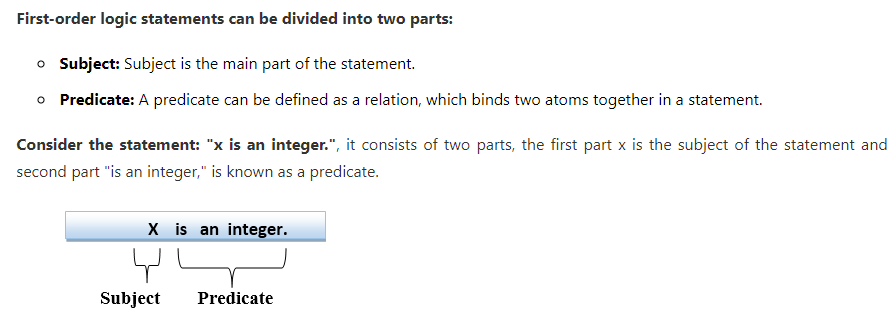 First-order logic statements can be divided into two parts:
Subject: Subject is the main part of the statement.
Predicate: A predicate can be defined as a relation, which binds two atoms together in a statement.
Consider the statement: "x is an integer.", it consists of two parts, the first part x is the subject of the statement and
second part "is an integer," is known as a predicate.
X is an integer.
Subject Predicate